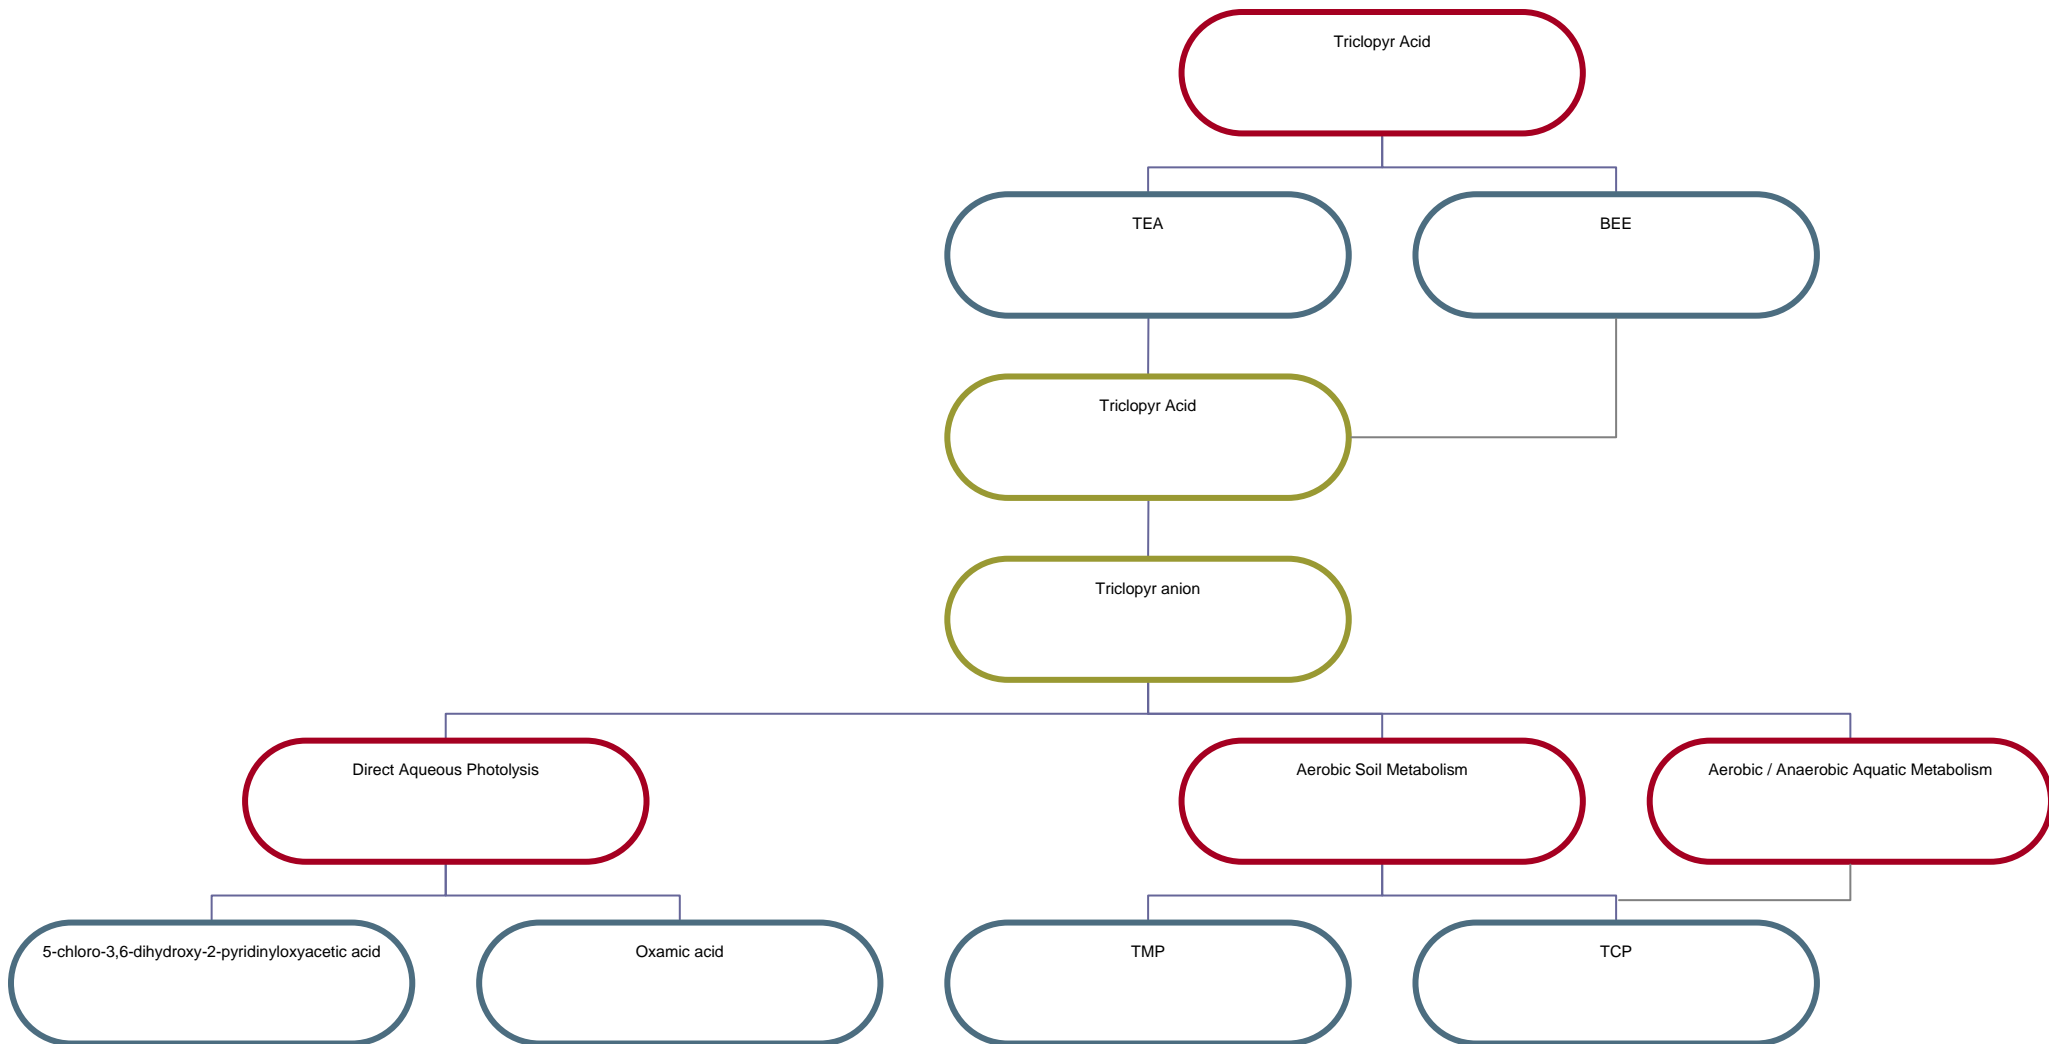 Triclopyr Acid
TEA
BEE
Triclopyr Acid
Triclopyr anion
Direct Aqueous Photolysis
Aerobic Soil Metabolism
Aerobic / Anaerobic Aquatic Metabolism
5-chloro-3,6-dihydroxy-2-pyridinyloxyacetic acid
Oxamic acid
TMP
TCP